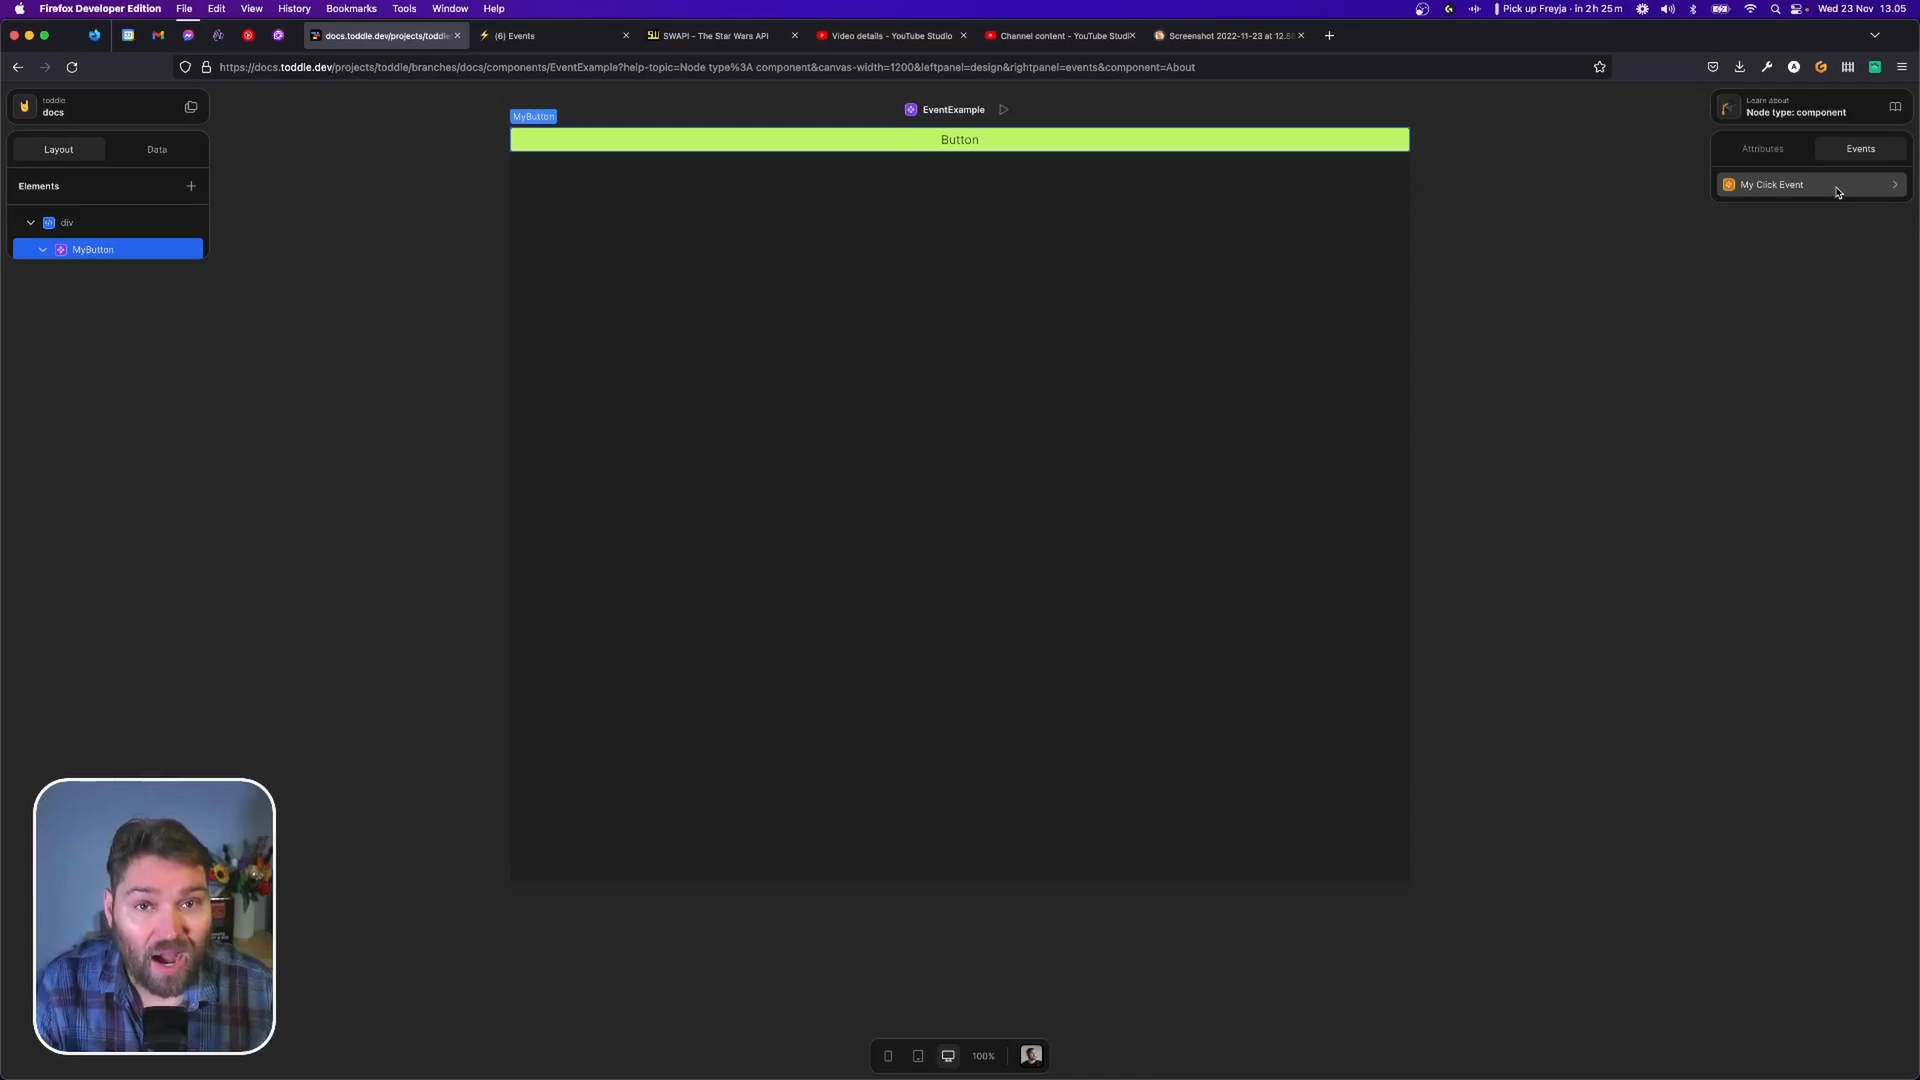 Firefox Developer Edition File Edit View History Bookmarks Tools Window Help
Pick up Freyja · in 2h 25m Wed 23 Nov 13.05
docs.toddle.dev/projects/toddle
(6) Events
SWAPI - The Star Wars API
Video details - YouTube Studio
Channel content - YouTube Studi
Screenshot 2022-11-23 at 12.5
https://docs.toddle.dev/projects/toddle/branches/docs/components/EventExample?help-topic=Node type%3A component&canvas-width=1200&leftpanel=design&rightpanel=events&component=About
toddle
docs
Layout Data
Elements
div
MyButton
MyButton
EventExample
Button
Learn about
Node type: component
Attributes Events
My Click Event
100%